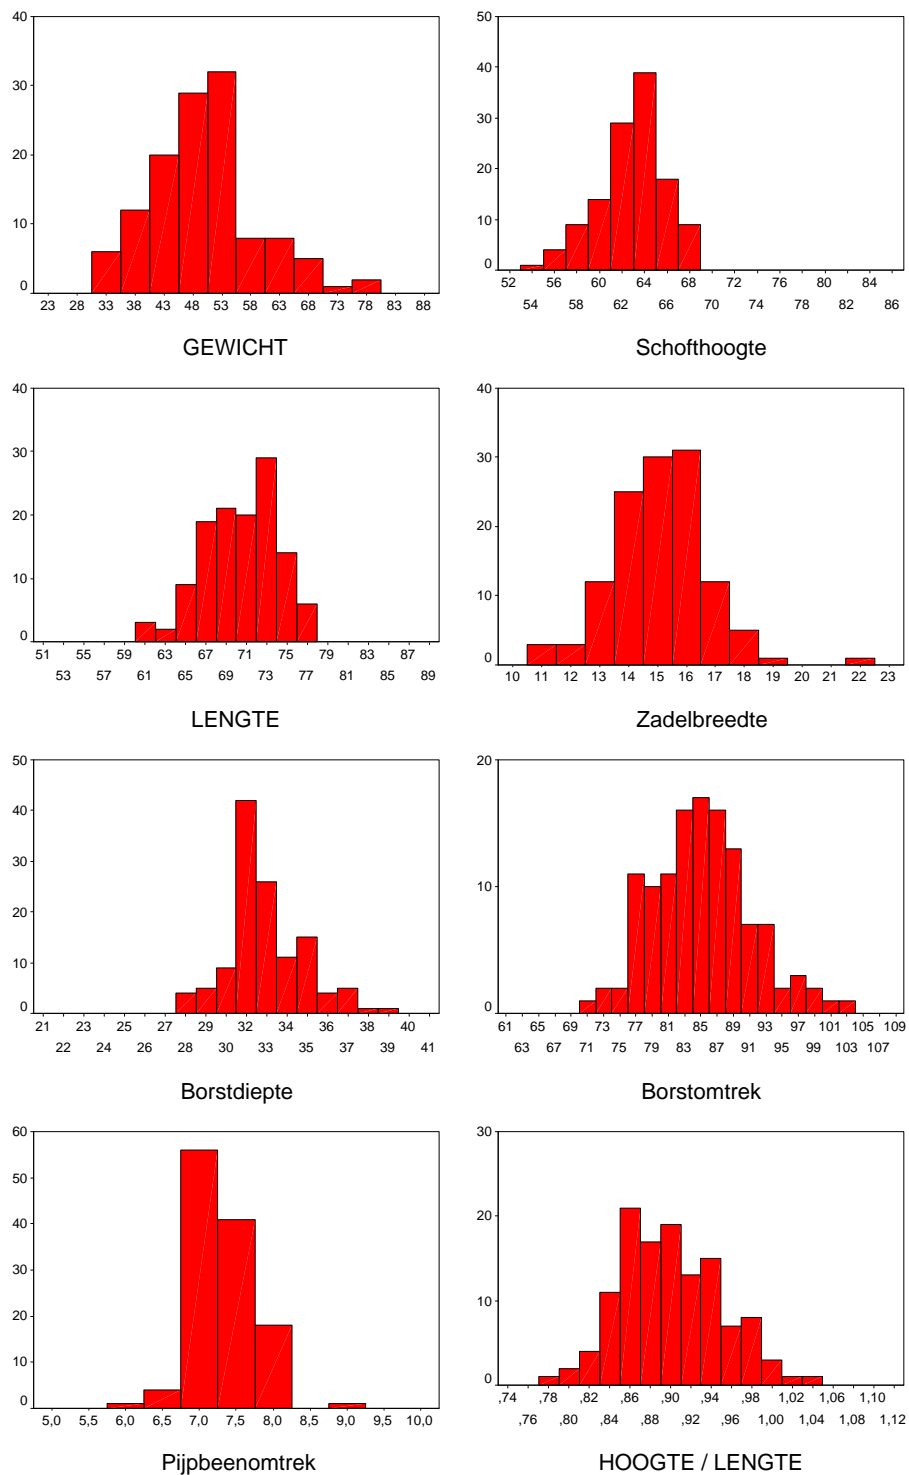 40
30
20
10
0
23 28 33 38 43 48 53 58 63 68 73 78 83 88
GEWICHT
50
40
30
20
10
0
52 56 60 64 66 70 72 76 80 84
54 58 62 66 70 74 78 82 86
Schofthoogte
40
30
20
10
0
51 55 59 63 67 71 75 79 83 87
53 57 61 65 69 73 77 81 85 89
LENGTE
40
30
20
10
0
10 11 12 13 14 15 16 17 18 19 20 21 22 23
Zadelbreedte
50
40
30
20
10
0
21 23 25 27 29 32 34 36 38 40
22 24 26 28 30 33 35 37 39 41
Borstdiepte
20
10
0
61 65 69 73 77 81 85 89 93 97 101 105 109
63 67 71 75 79 83 87 91 95 99 103 107
Borstomtrek
60
50
40
30
20
10
0
5,0 5,5 6,0 6,5 7,0 7,5 8,0 8,5 9,0 9,5 10,0
Pijpbeenomtrek
30
20
10
0
,74 ,78 ,82 ,86 ,90 ,94 ,98 1,02 1,06 1,10
,76 ,80 ,84 ,88 ,92 ,96 1,00 1,04 1,08 1,12
HOOGTE / LENGTE